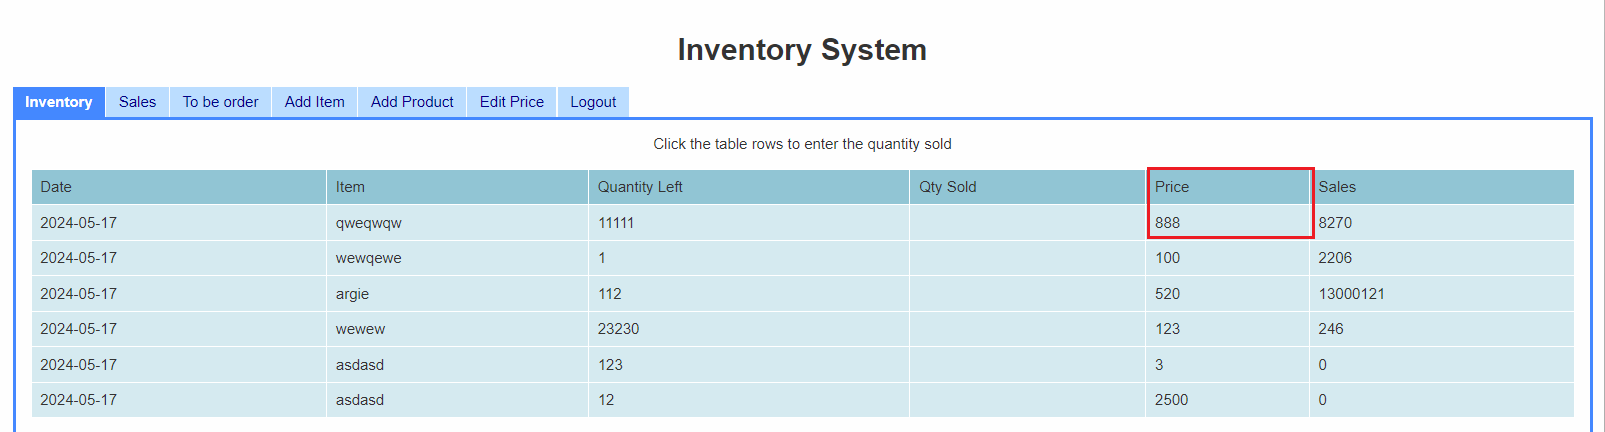 Inventory System
Inventory Sales To be order Add Item Add Product Edit Price Logout
Click the table rows to enter the quantity sold
Date Item Quantity Left Qty Sold Price Sales
2024-05-17 qweqwqw 11111 888 8270
2024-05-17 wewqewe 1 100 2206
2024-05-17 argie 112 520 13000121
2024-05-17 wewew 23230 123 246
2024-05-17 asdasd 123 3 0
2024-05-17 asdasd 12 2500 0